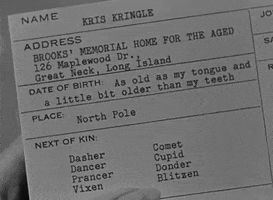 NAME KRIS KRINGLE
ADDRESS
BROOKS' MEMORIAL HOME FOR THE AGED
126 Maplewood Dr.,
Great Neck, Long Island
DATE OF BIRTH: As old as my tongue and
a little bit older than my teeth
PLACE: North Pole
NEXT OF KIN:
Dasher Comet
Dancer Cupid
Prancer Donder
Vixen Blitzen
JO
SA
R